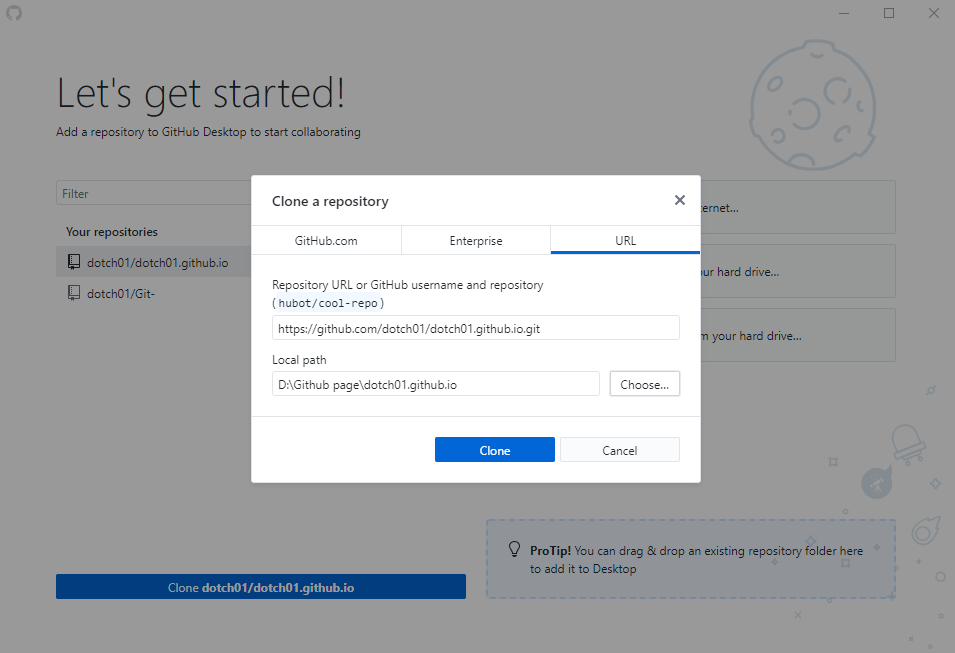 Let's get started!
Add a repository to GitHub Desktop to start collaborating
Filter
Your repositories
dotch01/dotch01.github.io
dotch01/Git-
Clone a repository
GitHub.com
Enterprise
URL
Repository URL or GitHub username and repository
(hubot/cool-repo)
https://github.com/dotch01/dotch01.github.io.git
Local path
D:\Github page\dotch01.github.io
Choose...
Clone
Cancel
ernet...
ur hard drive...
m your hard drive...
Clone dotch01/dotch01.github.io
ProTip! You can drag & drop an existing repository folder here
to add it to Desktop